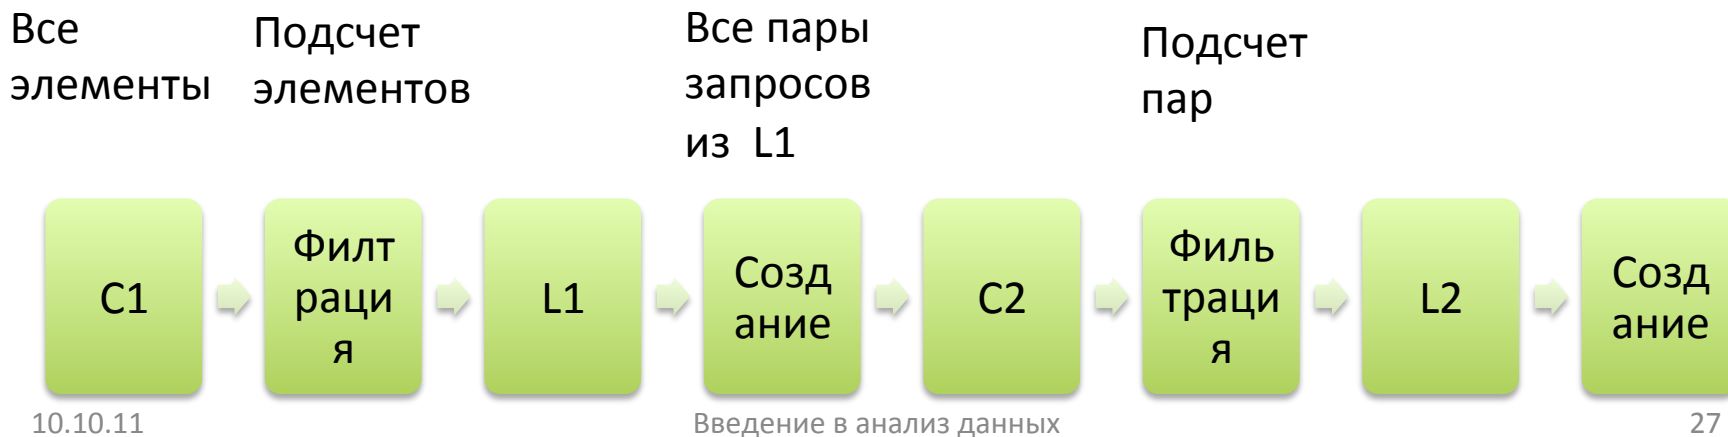 Все
элементы
Подсчет
элементов
Все пары
запросов
из L1
Подсчет
пар
C1
Филт
раци
я
L1
Созд
ание
C2
Филь
траци
я
L2
Созд
ание
10.10.11
Введение в анализ данных
27